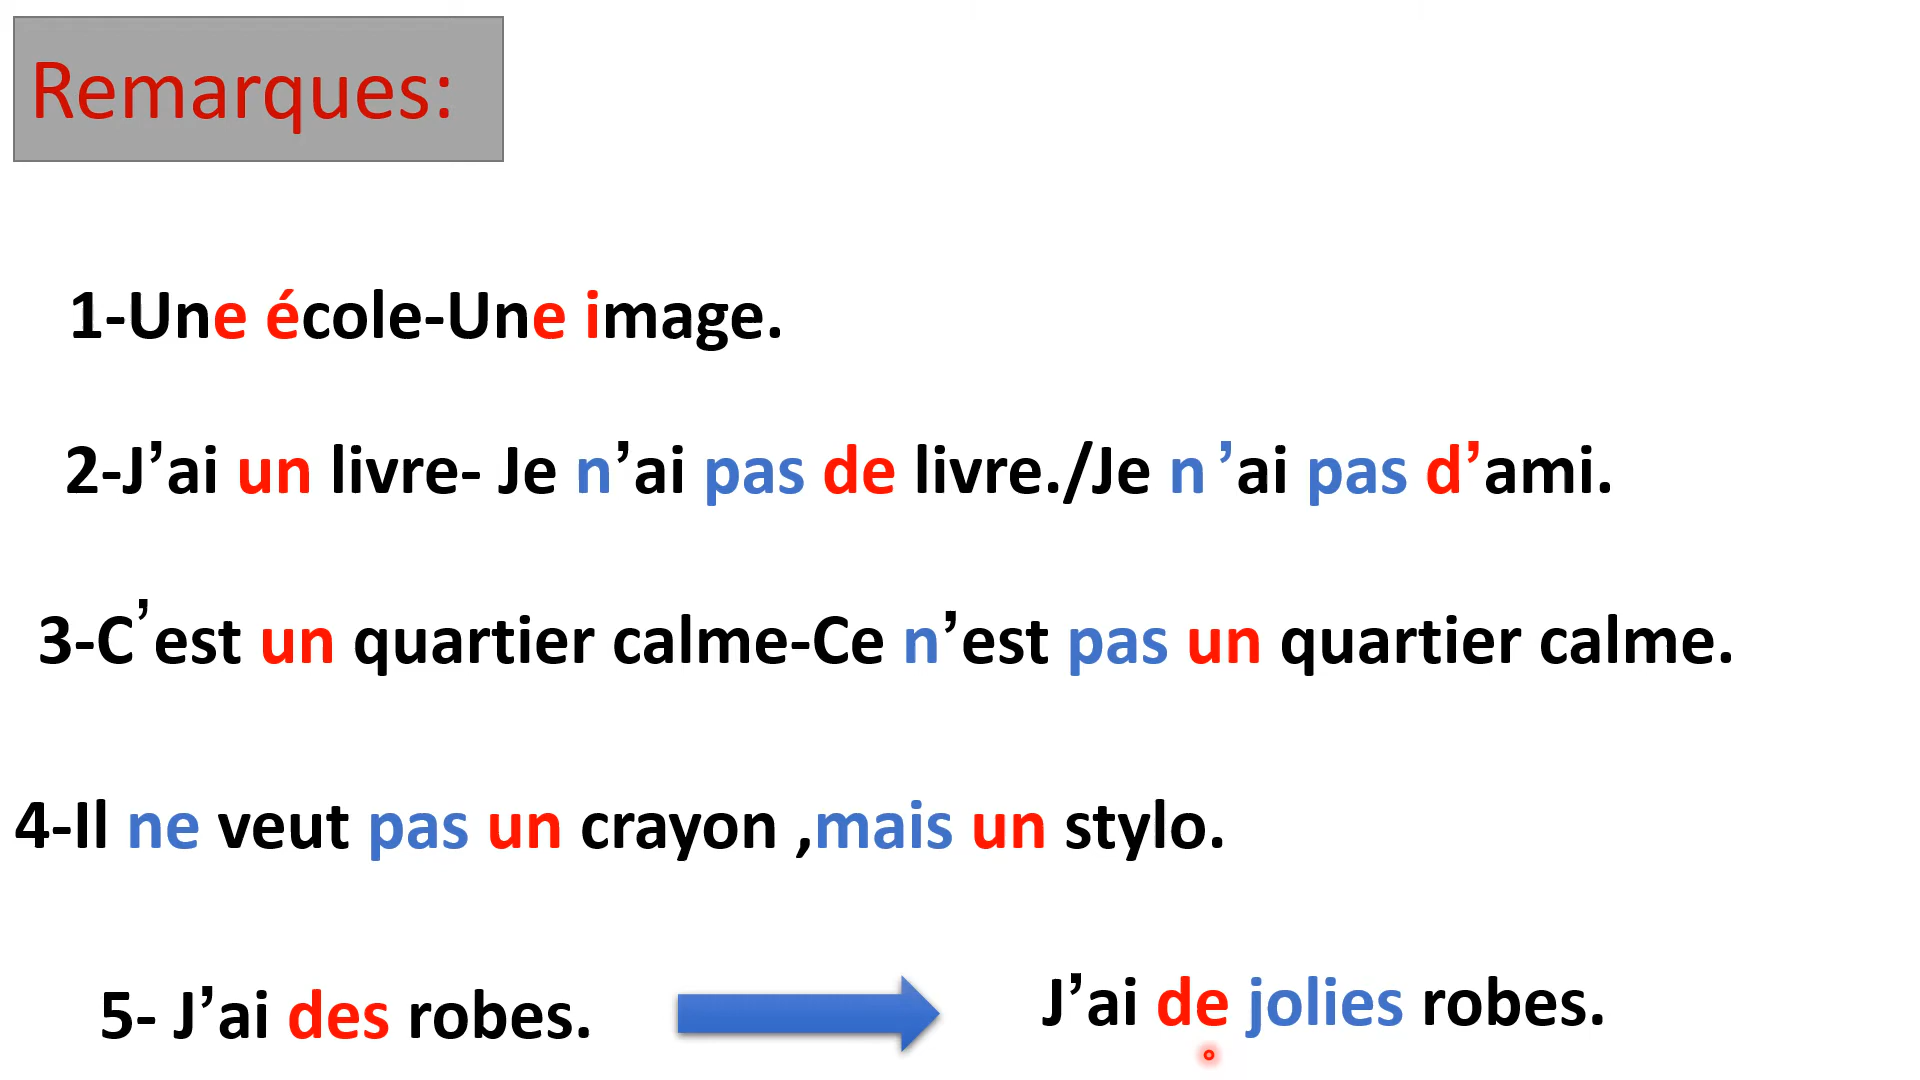 Remarques:
1-Une école-Une image.
2-J’ai un livre- Je n’ai pas de livre./Je n ’ai pas d’ami.
3-C’est un quartier calme-Ce n’est pas un quartier calme.
4-Il ne veut pas un crayon ,mais un stylo.
5- J’ai des robes. J’ai de jolies robes.